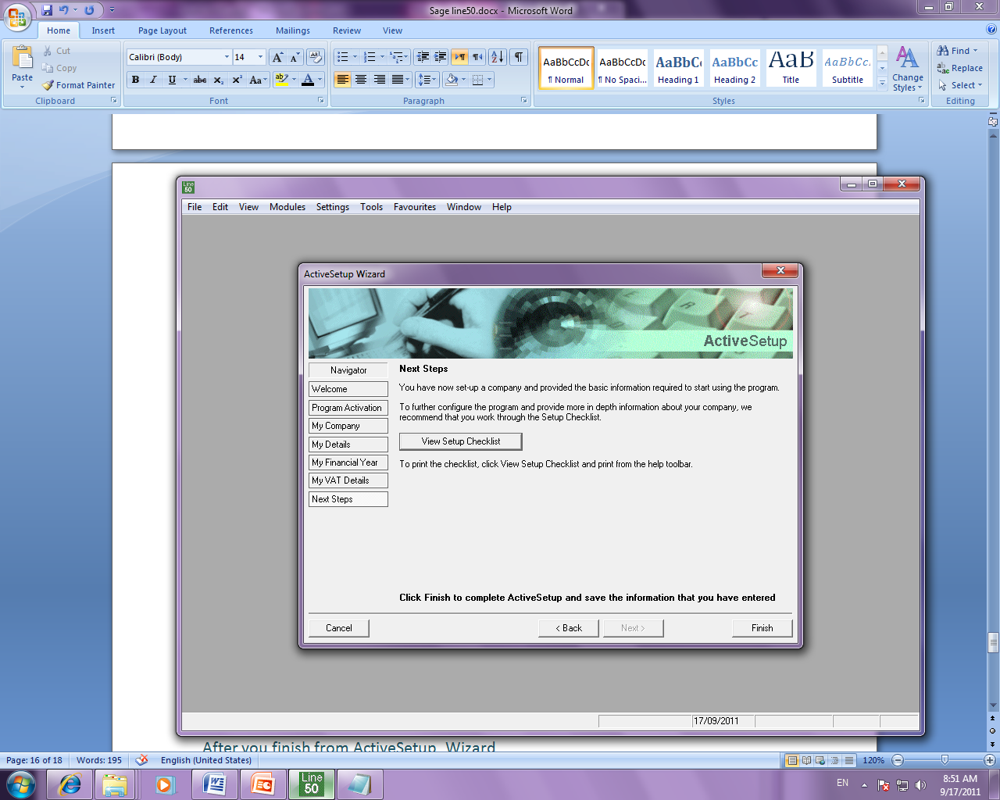 Sage line50.docx - Microsoft Word
Home Insert Page Layout References Mailings Review View
Paste
Cut
Copy
Format Painter
Clipboard
Calibri (Body) 14
Font
Paragraph
AaBbCcDc AaBbCcDc AaBbC AaBbCc AaB AaBbCc.
¶ Normal ¶ No Spaci... Heading 1 Heading 2 Title Subtitle
Change Styles
Styles
Find
Replace
Select
Editing
Line 50
File Edit View Modules Settings Tools Favourites Window Help
ActiveSetup Wizard
ActiveSetup
Navigator
Welcome
Program Activation
My Company
My Details
My Financial Year
My VAT Details
Next Steps
Next Steps
You have now set-up a company and provided the basic information required to start using the program.
To further configure the program and provide more in depth information about your company, we
recommend that you work through the Setup Checklist.
View Setup Checklist
To print the checklist, click View Setup Checklist and print from the help toolbar.
Click Finish to complete ActiveSetup and save the information that you have entered
Cancel < Back Next > Finish
17/09/2011
After you finish from ActiveSetup Wizard
Page: 16 of 18 Words: 195 English (United States) 120%
Line 50
EN 8:51 AM
9/17/2011